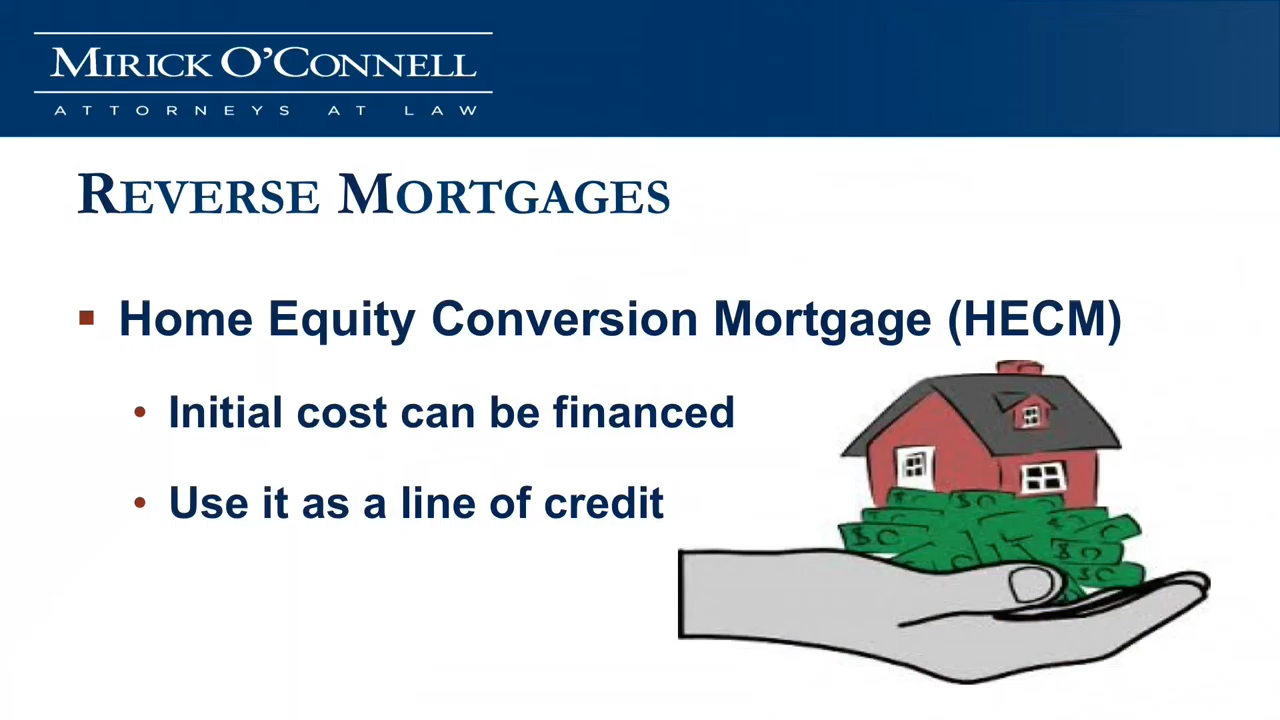 MIRICK O'CONNELL
ATTORNEYS AT LAW
REVERSE MORTGAGES
▪ Home Equity Conversion Mortgage (HECM)
• Initial cost can be financed
• Use it as a line of credit